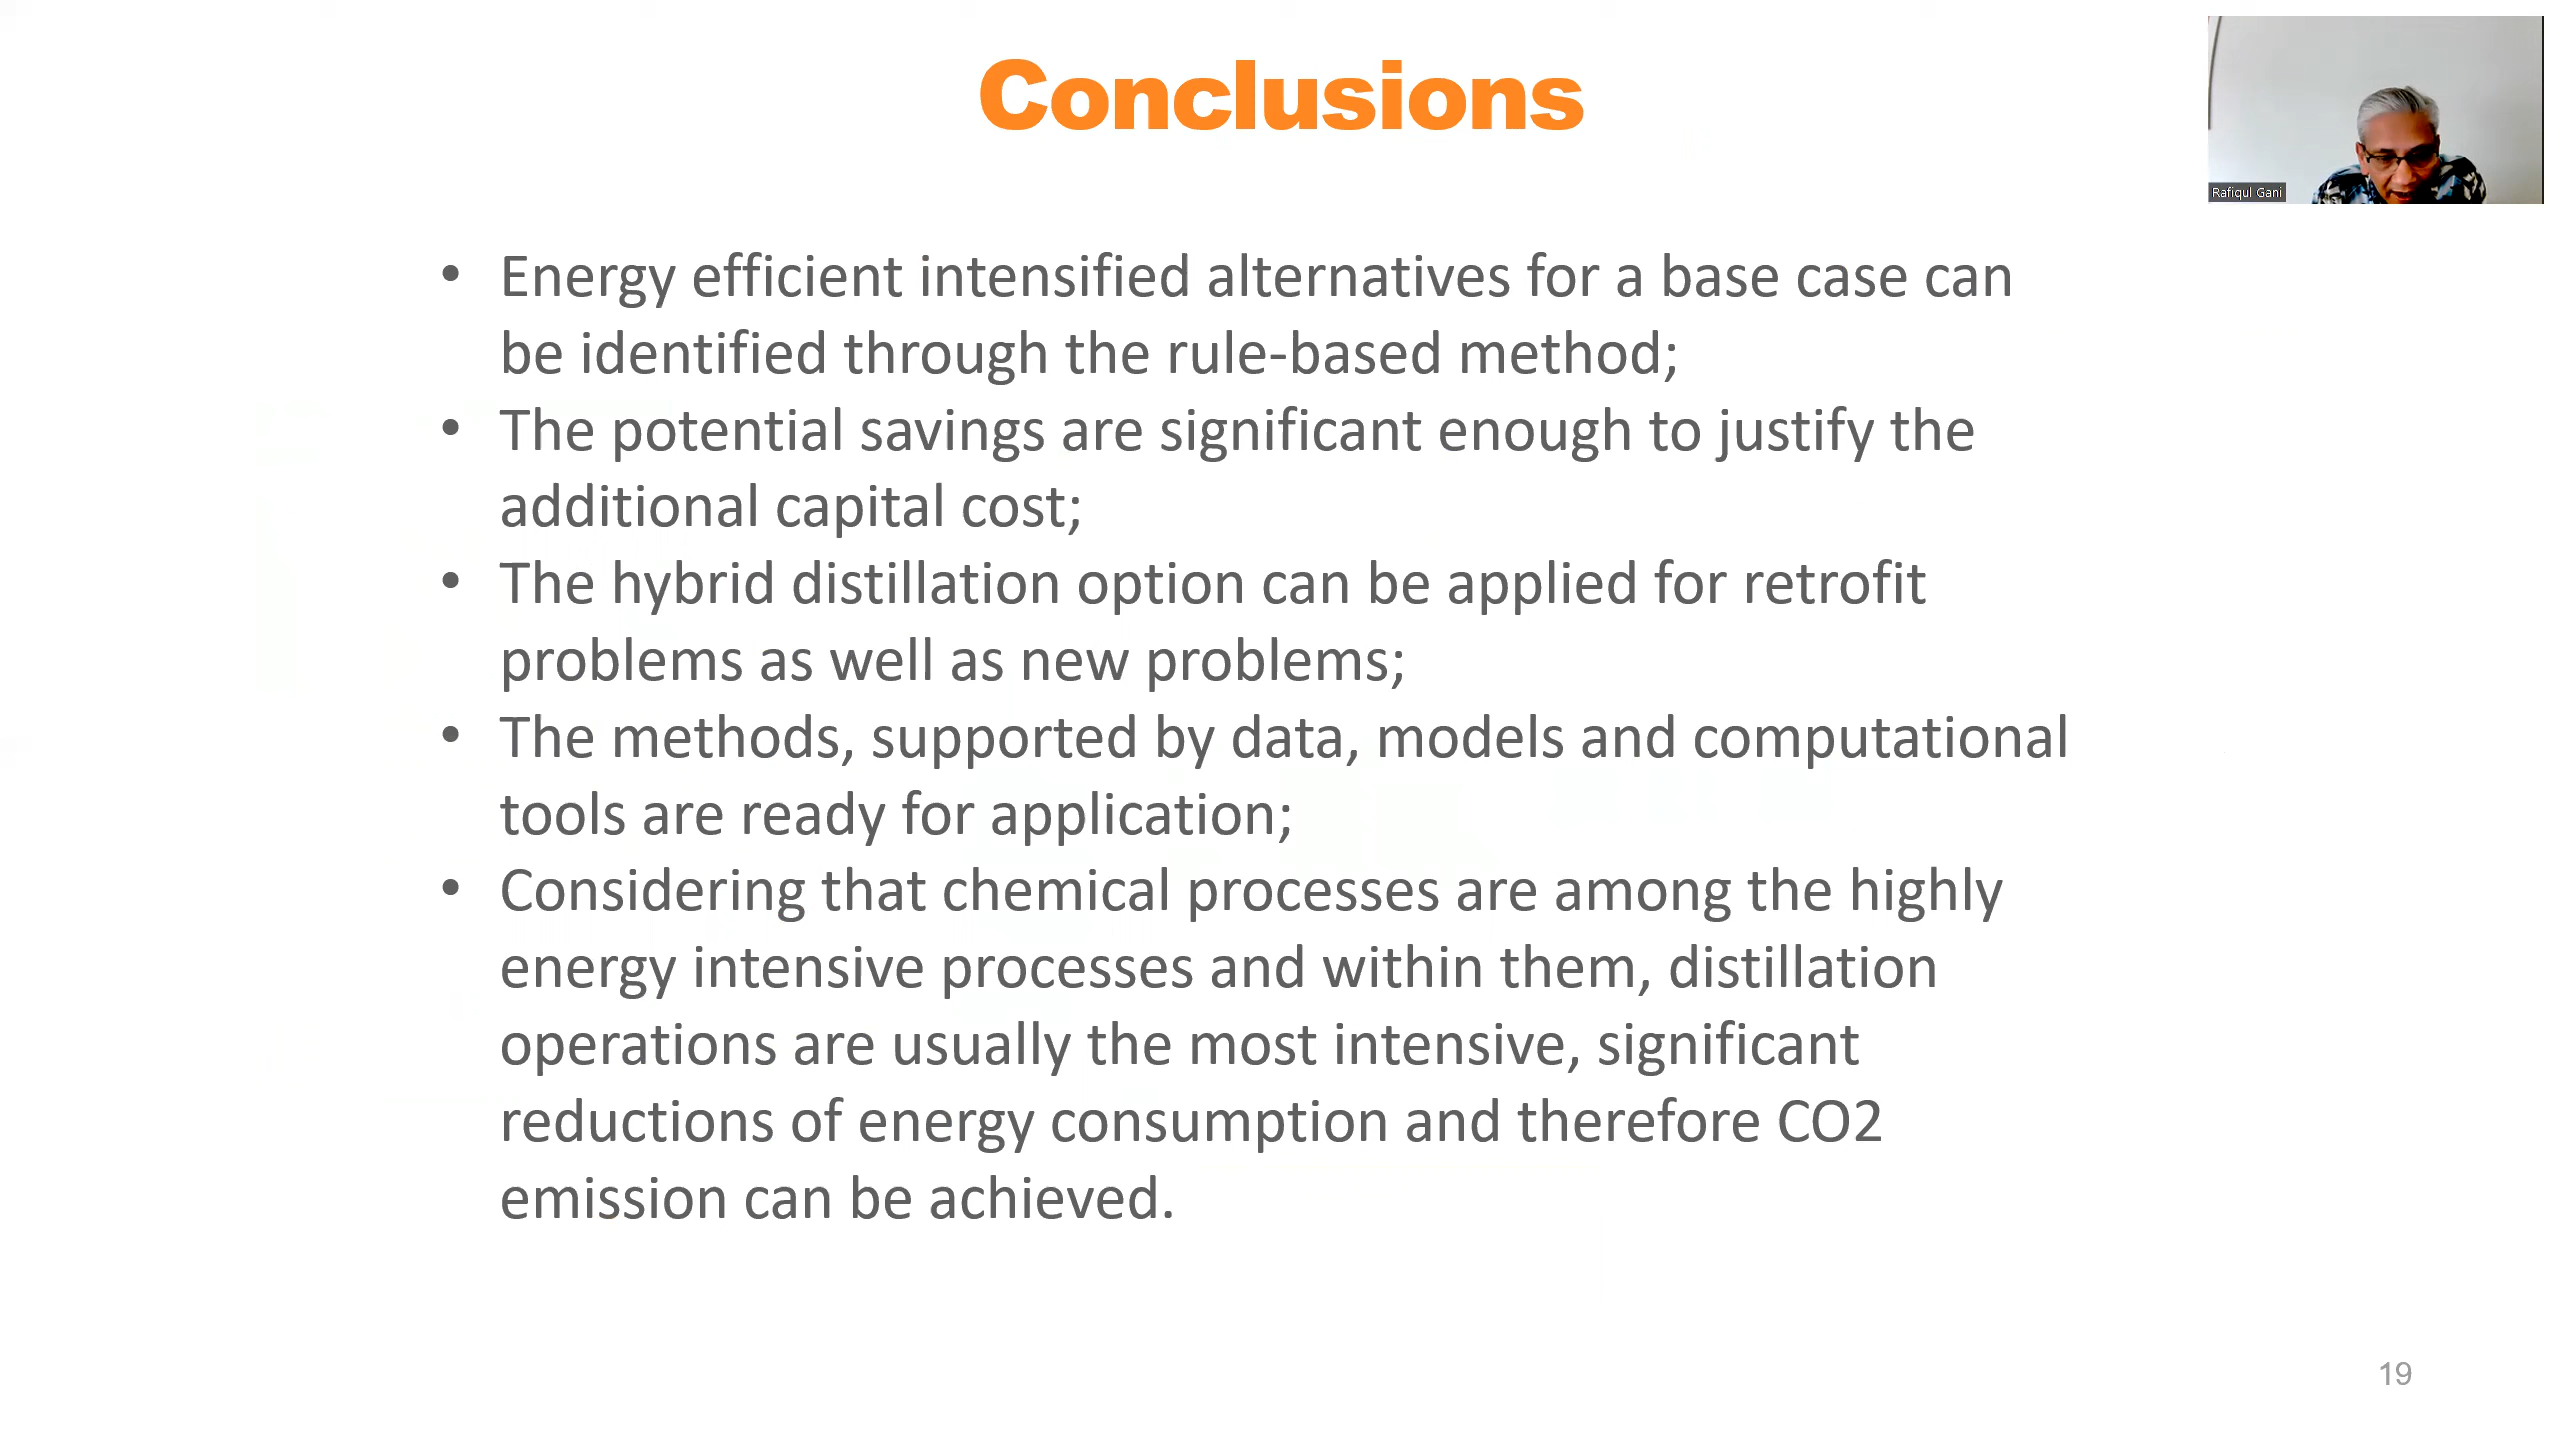 Conclusions
Rafiqul Gani
• Energy efficient intensified alternatives for a base case can
be identified through the rule-based method;
• The potential savings are significant enough to justify the
additional capital cost;
• The hybrid distillation option can be applied for retrofit
problems as well as new problems;
• The methods, supported by data, models and computational
tools are ready for application;
• Considering that chemical processes are among the highly
energy intensive processes and within them, distillation
operations are usually the most intensive, significant
reductions of energy consumption and therefore CO2
emission can be achieved.
19